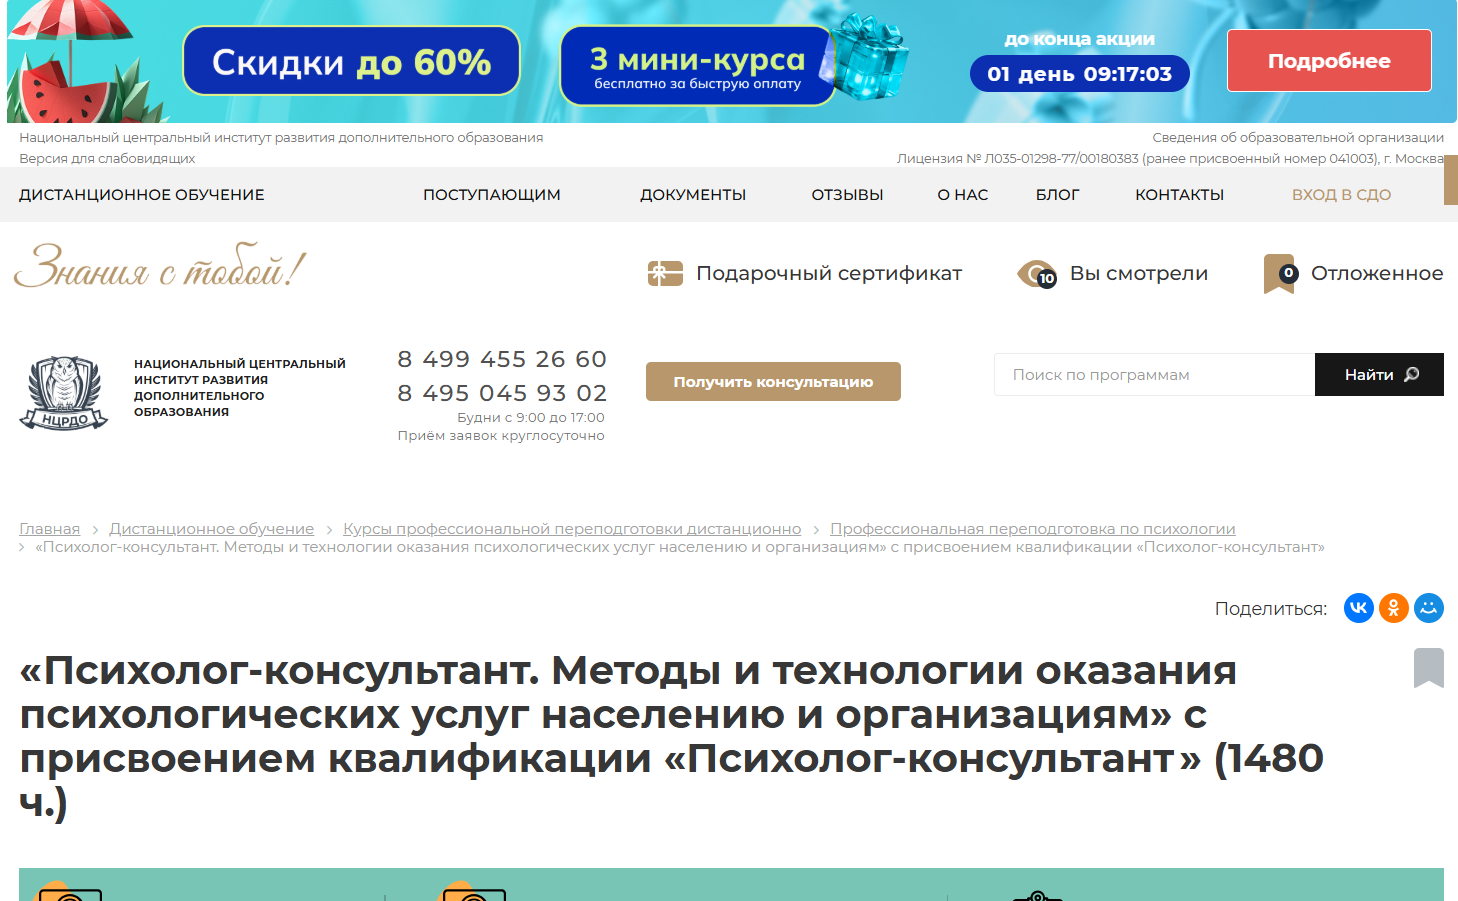 Скидки до 60%
3 мини-курса
бесплатно за быструю оплату
до конца акции
01 день 09:17:03
Подробнее
Национальный центральный институт развития дополнительного образования
Сведения об образовательной организации
Версия для слабовидящих
Лицензия № Л035-01298-77/00180383 (ранее присвоенный номер 041003), г. Москва
ДИСТАНЦИОННОЕ ОБУЧЕНИЕ ПОСТУПАЮЩИМ ДОКУМЕНТЫ ОТЗЫВЫ О НАС БЛОГ КОНТАКТЫ ВХОД В СДО
Знания с тобой!
Подарочный сертификат
10 Вы смотрели
0 Отложенное
НЦРДО
НАЦИОНАЛЬНЫЙ ЦЕНТРАЛЬНЫЙ
ИНСТИТУТ РАЗВИТИЯ
ДОПОЛНИТЕЛЬНОГО
ОБРАЗОВАНИЯ
8 499 455 26 60
8 495 045 93 02
Будни с 9:00 до 17:00
Приём заявок круглосуточно
Получить консультацию
Поиск по программам
Найти
Главная > Дистанционное обучение > Курсы профессиональной переподготовки дистанционно > Профессиональная переподготовка по психологии
> «Психолог-консультант. Методы и технологии оказания психологических услуг населению и организациям» с присвоением квалификации «Психолог-консультант»
Поделиться:
«Психолог-консультант. Методы и технологии оказания
психологических услуг населению и организациям» с
присвоением квалификации «Психолог-консультант» (1480
ч.)